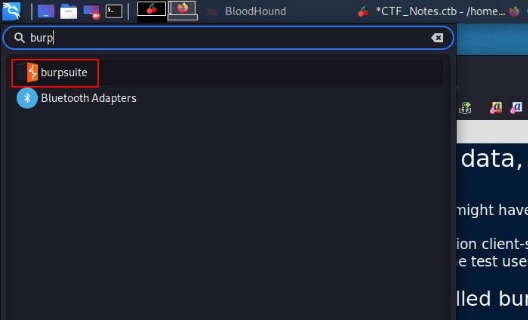 BloodHound
*CTF_Notes.ctb - /home...
burp
burpsuite
Bluetooth Adapters
data,
might have
ion client-s
e test use
lled bur